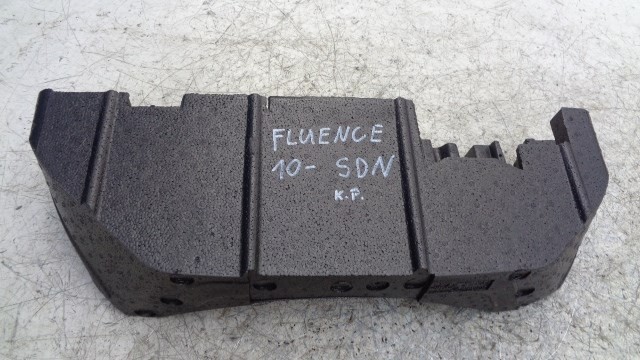 FLUENCE
10- SDN
K.P.